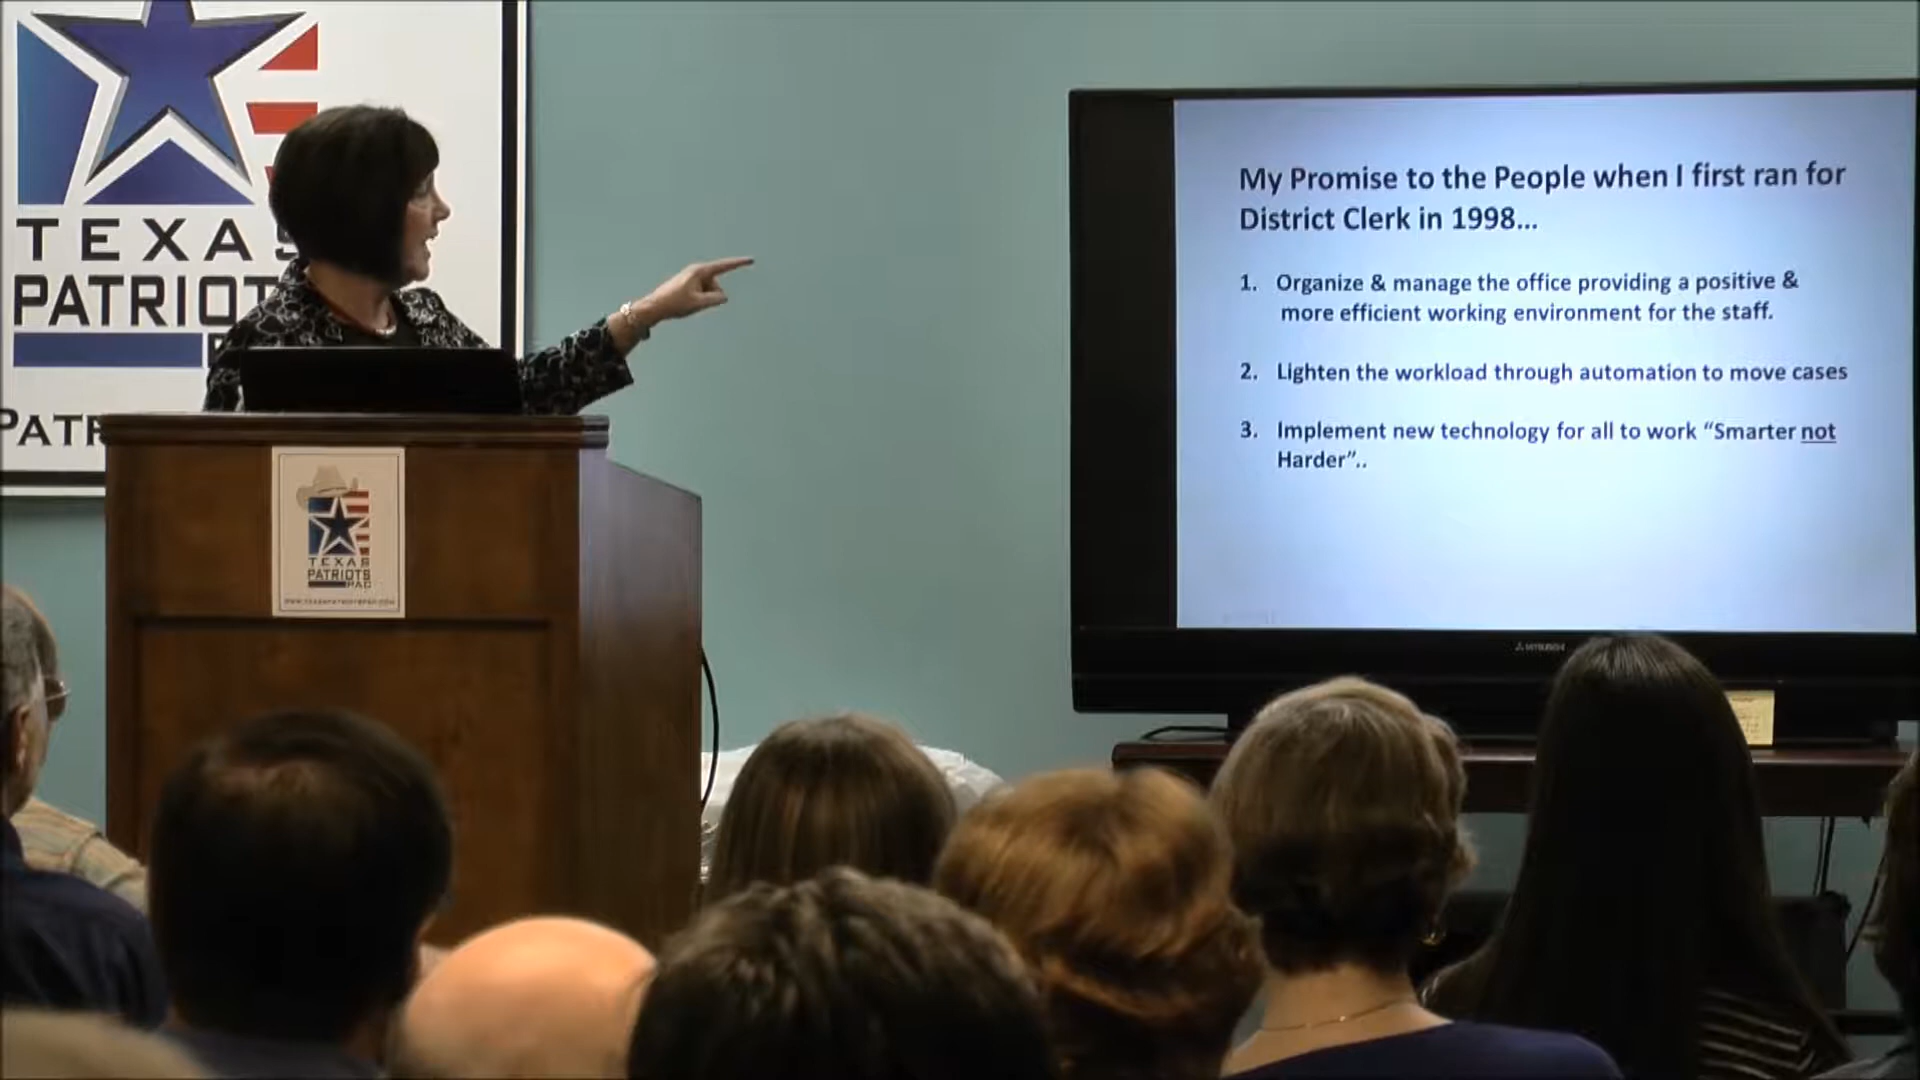 TEXAS
PATRIOT
PATR
TEXAS
PATRIOTS
PAC
My Promise to the People when I first ran for
District Clerk in 1998...
1. Organize & manage the office providing a positive &
more efficient working environment for the staff.
2. Lighten the workload through automation to move cases
3. Implement new technology for all to work “Smarter not
Harder”..
MITSUBISHI